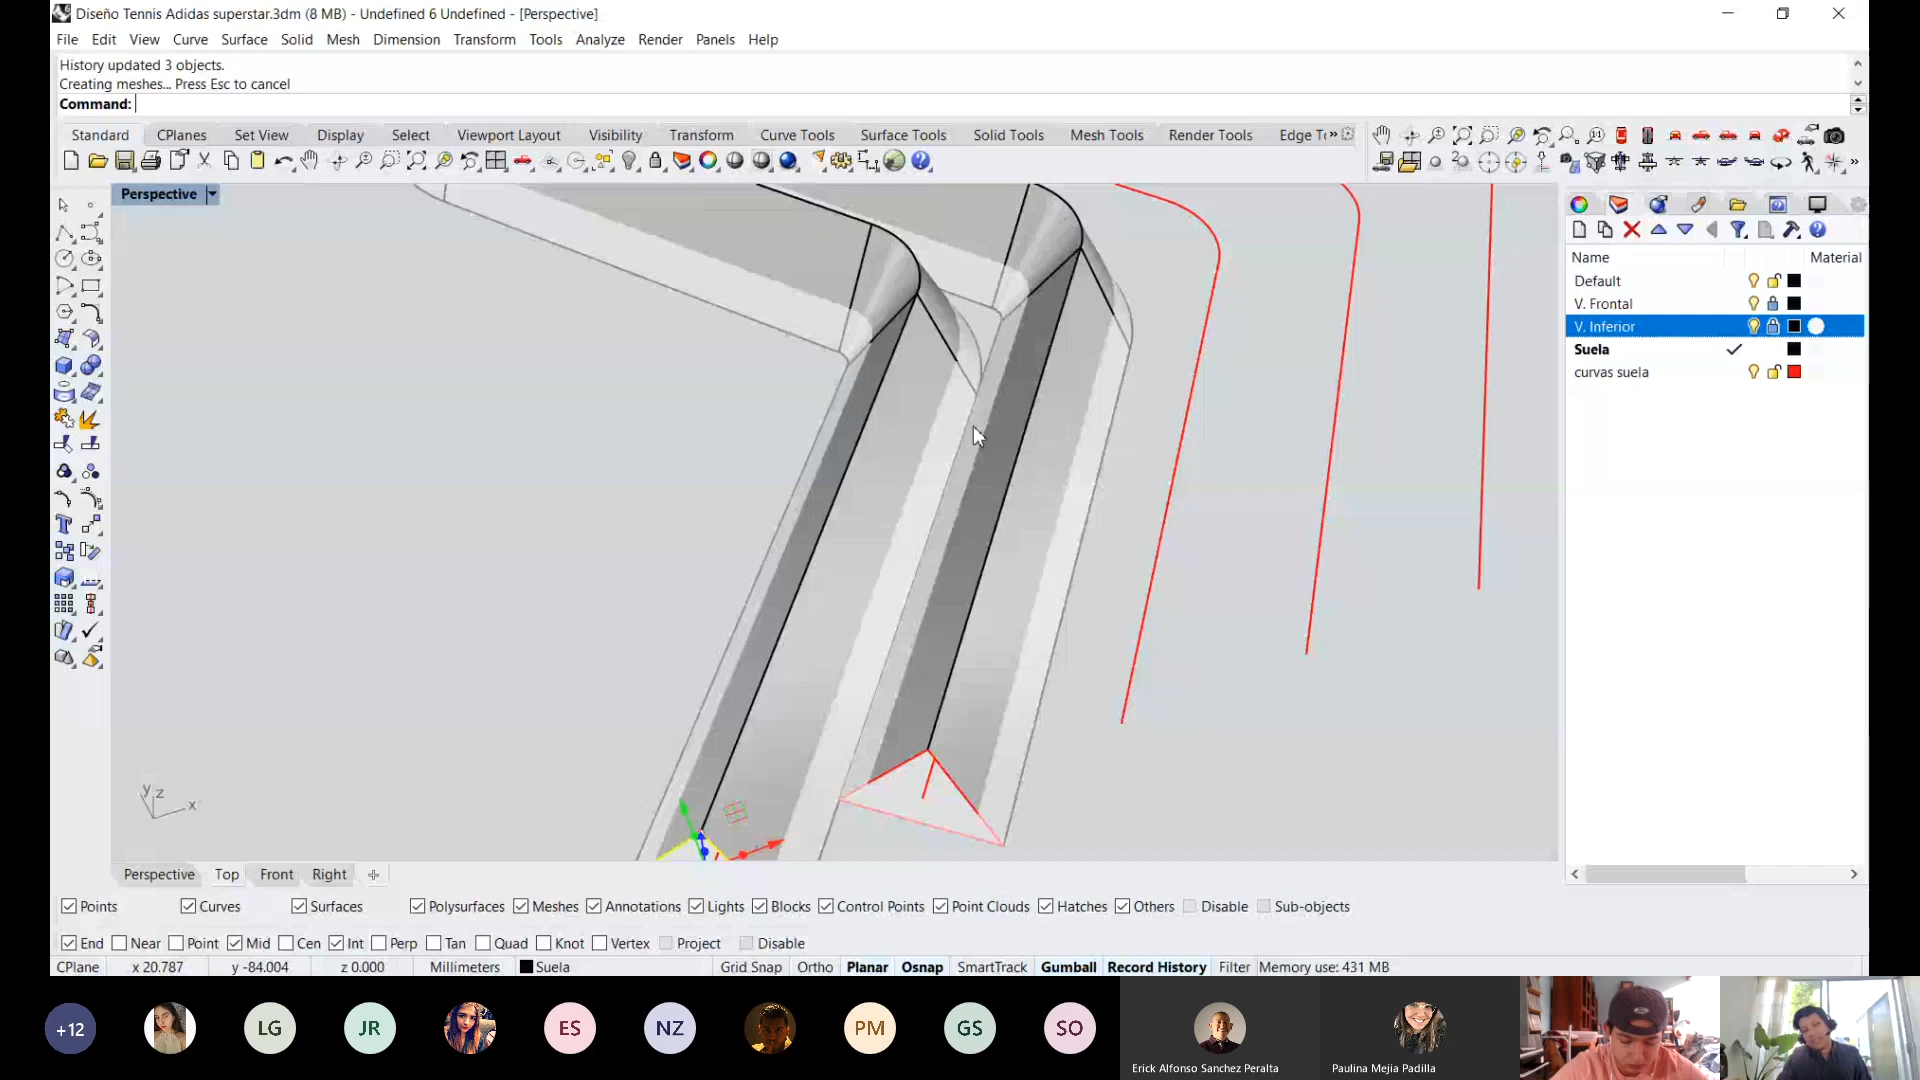 Diseño Tennis Adidas superstar.3dm (8 MB) - Undefined 6 Undefined - [Perspective]
File Edit View Curve Surface Solid Mesh Dimension Transform Tools Analyze Render Panels Help
History updated 3 objects.
Creating meshes... Press Esc to cancel
Command:
Standard CPlanes Set View Display Select Viewport Layout Visibility Transform Curve Tools Surface Tools Solid Tools Mesh Tools Render Tools Edge To »
Perspective
Name Material
Default
V. Frontal
V. Inferior
Suela
curvas suela
y z x
Perspective Top Front Right
Points Curves Surfaces Polysurfaces Meshes Annotations Lights Blocks Control Points Point Clouds Hatches Others Disable Sub-objects
End Near Point Mid Cen Int Perp Tan Quad Knot Vertex Project Disable
CPlane x 20.787 y -84.004 z 0.000 Millimeters Suela Grid Snap Ortho Planar Osnap SmartTrack Gumball Record History Filter Memory use: 431 MB
+12 LG JR ES NZ PM GS SO
Erick Alfonso Sanchez Peralta Paulina Mejia Padilla